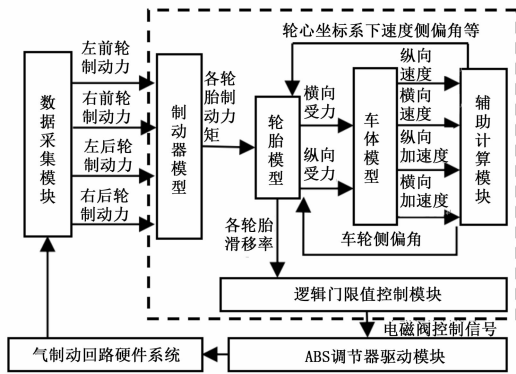 轮心坐标系下速度侧偏角等
左前轮
制动力
右前轮
制动力
左后轮
制动力
右后轮
制动力
数据采集模块
制动器模型
各轮
胎制
动力
矩
轮胎模型
横向
受力
纵向
受力
车体模型
纵向
速度
横向
速度
纵向
加速度
横向
加速度
辅助计算模块
各轮胎
滑移率
车轮侧偏角
逻辑门限值控制模块
电磁阀控制信号
气制动回路硬件系统
ABS调节器驱动模块